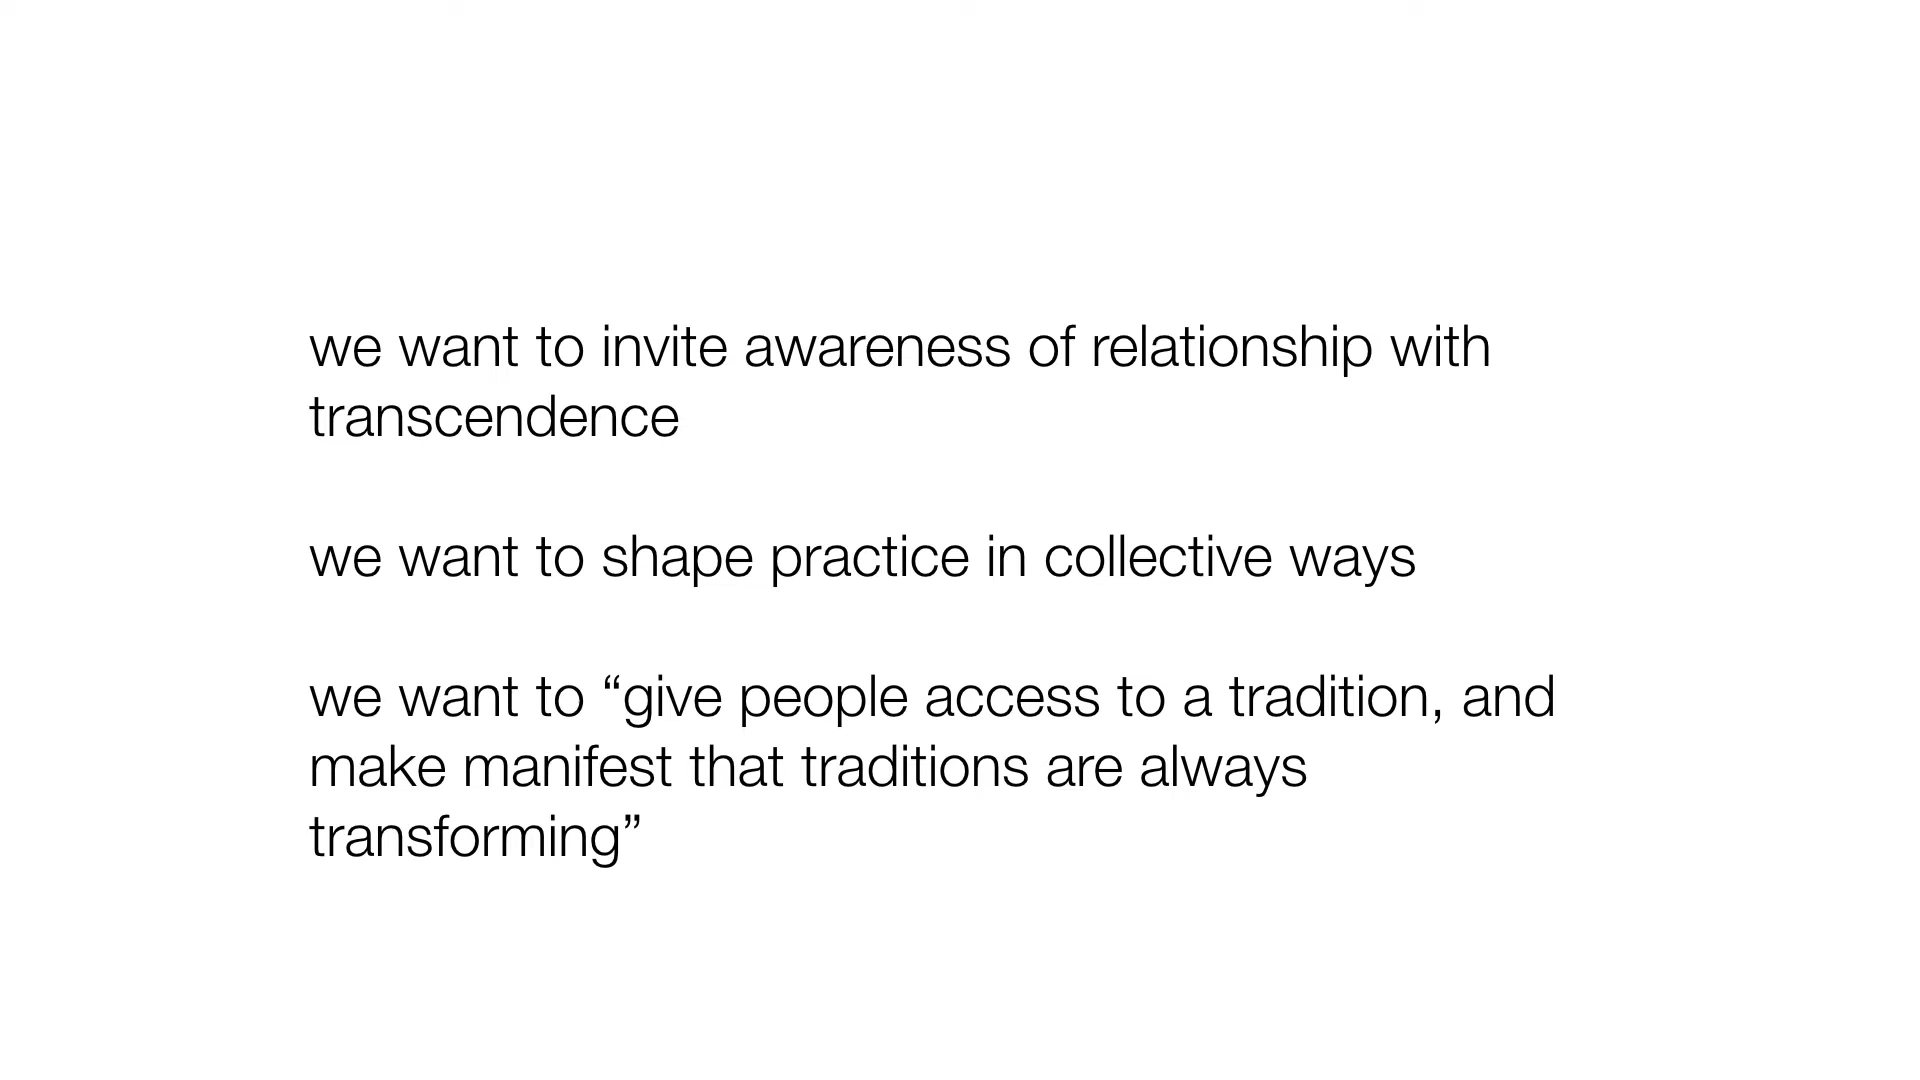 we want to invite awareness of relationship with
transcendence
we want to shape practice in collective ways
we want to “give people access to a tradition, and
make manifest that traditions are always
transforming”